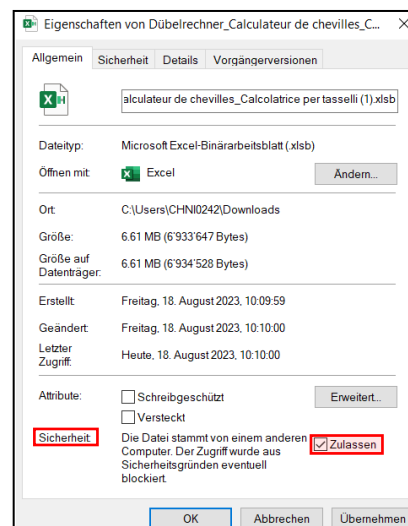 Eigenschaften von Dübelrechner_Calculateur de chevilles_C...
Allgemein Sicherheit Details Vorgängerversionen
alculateur de chevilles_Calcolatrice per tasselli (1).xlsb
Dateityp: Microsoft Excel-Binärarbeitsblatt (.xlsb)
Öffnen mit: Excel Ändern...
Ort: C:\Users\CHNI0242\Downloads
Größe: 6.61 MB (6'933'647 Bytes)
Größe auf
Datenträger: 6.61 MB (6'934'528 Bytes)
Erstellt: Freitag, 18. August 2023, 10:09:59
Geändert: Freitag, 18. August 2023, 10:10:00
Letzter
Zugriff: Heute, 18. August 2023, 10:10:00
Attribute: Schreibgeschützt Erweitert...
Versteckt
Sicherheit: Die Datei stammt von einem anderen Zulassen
Computer. Der Zugriff wurde aus
Sicherheitsgründen eventuell
blockiert.
OK Abbrechen Übernehmen